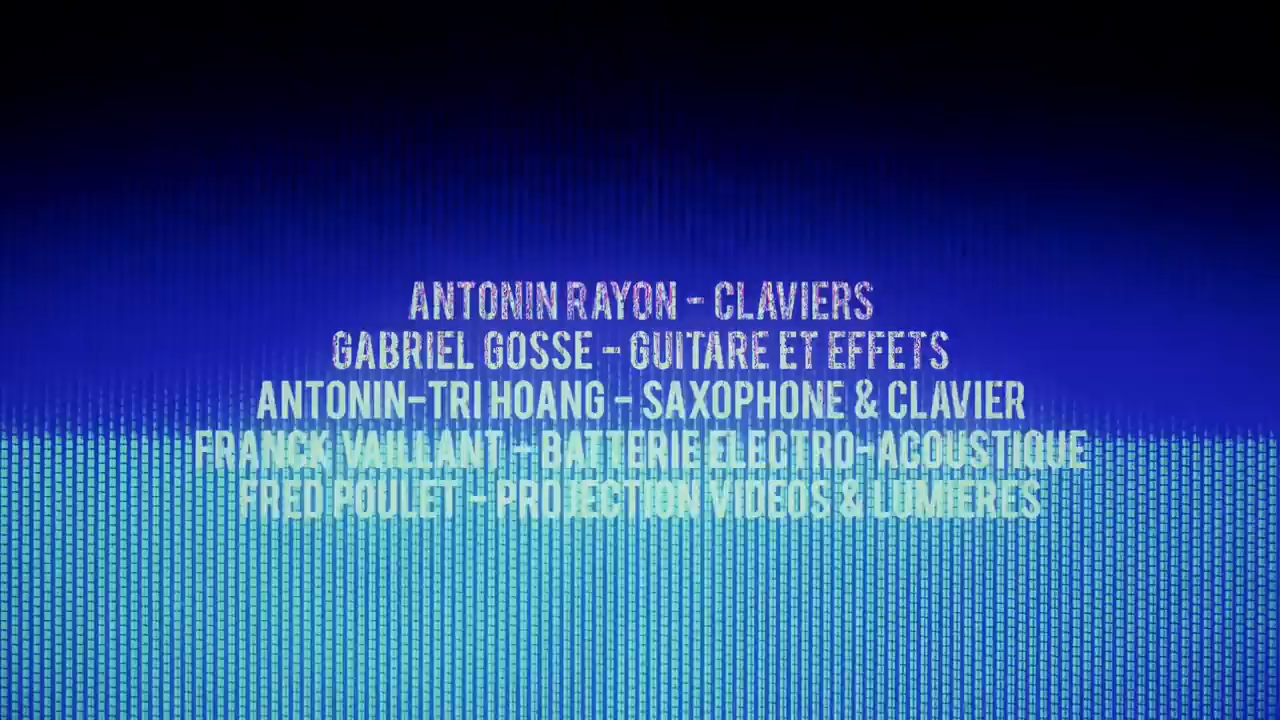 ANTONIN RAYON - CLAVIERS
GABRIEL GOSSE - GUITARE ET EFFETS
ANTONIN-TRI HOANG - SAXOPHONE & CLAVIER
FRANCK VAILLANT - BATTERIE ELECTRO-ACOUSTIQUE
FRED POULET - PROJECTION VIDEOS & LUMIERES